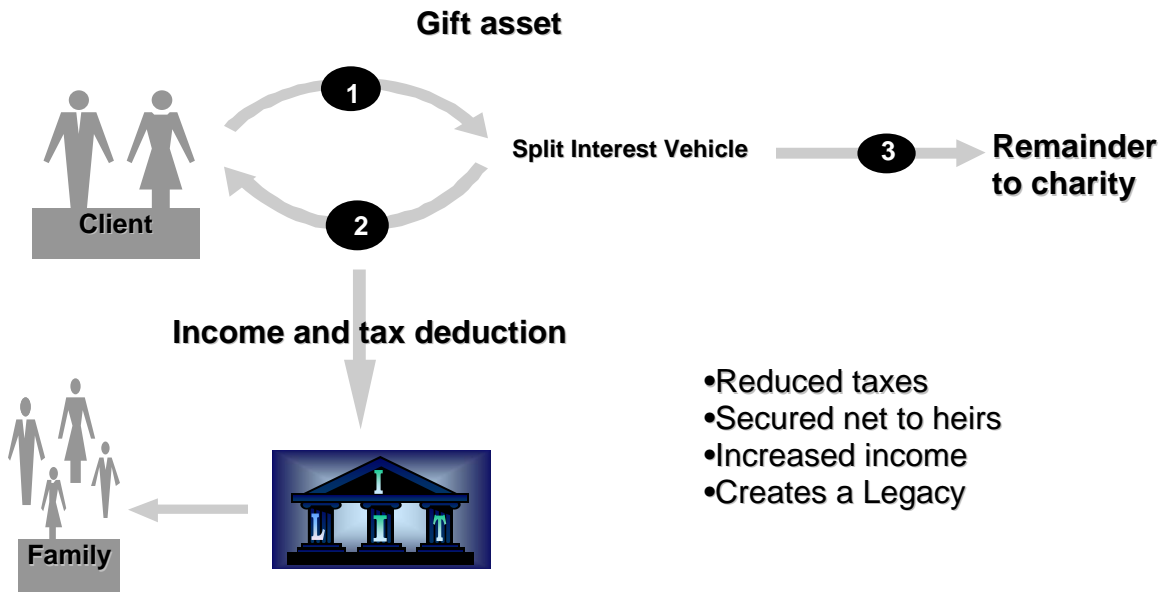 Gift asset
1
Client
Split Interest Vehicle
3
Remainder
to charity
2
Income and tax deduction
•Reduced taxes
•Secured net to heirs
•Increased income
•Creates a Legacy
I
L I T
Family